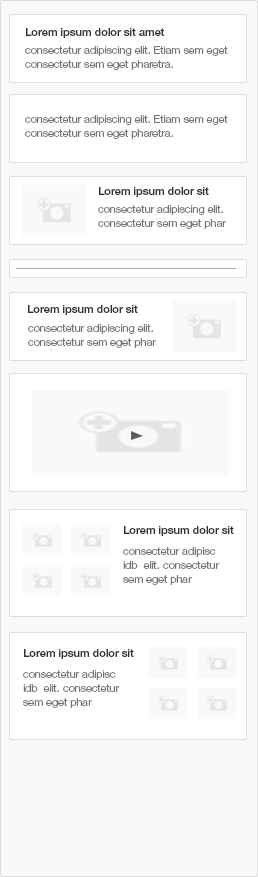 Lorem ipsum dolor sit amet
consectetur adipiscing elit. Etiam sem eget
consectetur sem eget pharetra.
consectetur adipiscing elit. Etiam sem eget
consectetur sem eget pharetra.
Lorem ipsum dolor sit
consectetur adipiscing elit.
consectetur sem eget phar
Lorem ipsum dolor sit
consectetur adipiscing elit.
consectetur sem eget phar
Lorem ipsum dolor sit
consectetur adipisc
idb elit. consectetur
sem eget phar
Lorem ipsum dolor sit
consectetur adipisc
idb elit. consectetur
sem eget phar